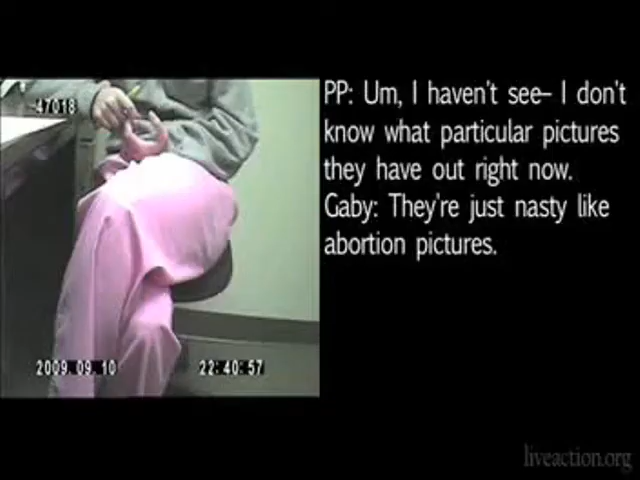 47018
PP: Um, I haven't see– I don't
know what particular pictures
they have out right now.
Gaby: They're just nasty like
abortion pictures.
2009.09.10
22:40:57
liveaction.org